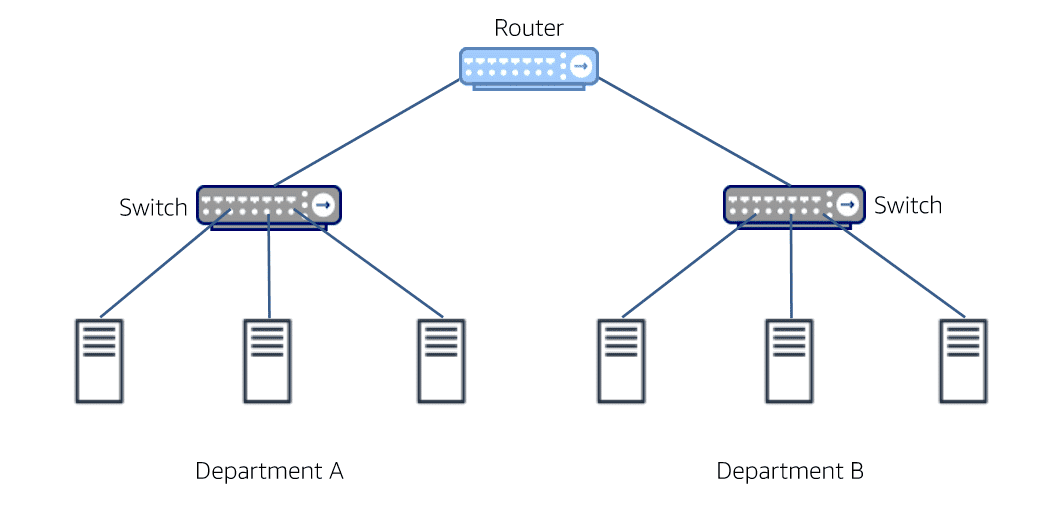 Router
Switch
Switch
Department A
Department B